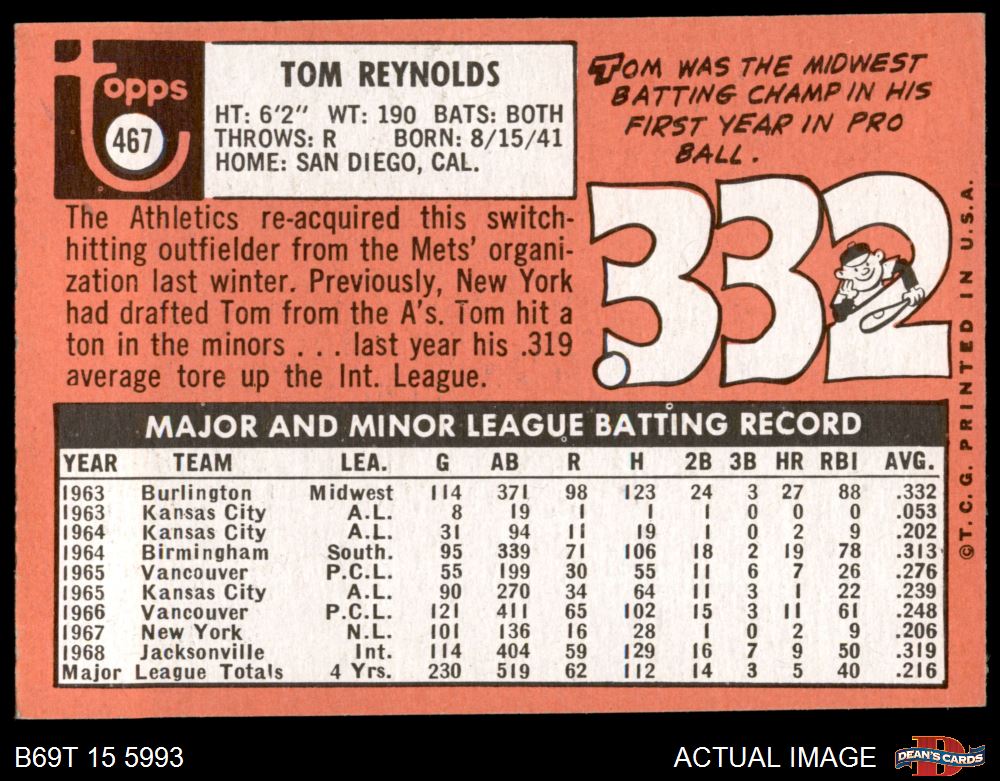 Topps
467
TOM REYNOLDS
HT: 6'2" WT: 190 BATS: BOTH
THROWS: R BORN: 8/15/41
HOME: SAN DIEGO, CAL.
TOM WAS THE MIDWEST
BATTING CHAMP IN HIS
FIRST YEAR IN PRO
BALL.
.332
The Athletics re-acquired this switch-
hitting outfielder from the Mets' organi-
zation last winter. Previously, New York
had drafted Tom from the A's. Tom hit a
ton in the minors . . . last year his .319
average tore up the Int. League.
MAJOR AND MINOR LEAGUE BATTING RECORD
YEAR TEAM LEA. G AB R H 2B 3B HR RBI AVG.
1963 Burlington Midwest 114 371 98 123 24 3 27 88 .332
1963 Kansas City A.L. 8 19 1 1 1 0 0 0 .053
1964 Kansas City A.L. 31 94 11 19 1 0 2 9 .202
1964 Birmingham South. 95 339 71 106 18 2 19 78 .313
1965 Vancouver P.C.L. 55 199 30 55 11 6 7 26 .276
1965 Kansas City A.L. 90 270 34 64 11 3 1 22 .239
1966 Vancouver P.C.L. 121 411 65 102 15 3 11 61 .248
1967 New York N.L. 101 136 16 28 1 0 2 9 .206
1968 Jacksonville Int. 114 404 59 129 16 7 9 50 .319
Major League Totals 4 Yrs. 230 519 62 112 14 3 5 40 .216
©T.C.G. PRINTED IN U.S.A.
B69T 15 5993
ACTUAL IMAGE
DEAN'S CARDS